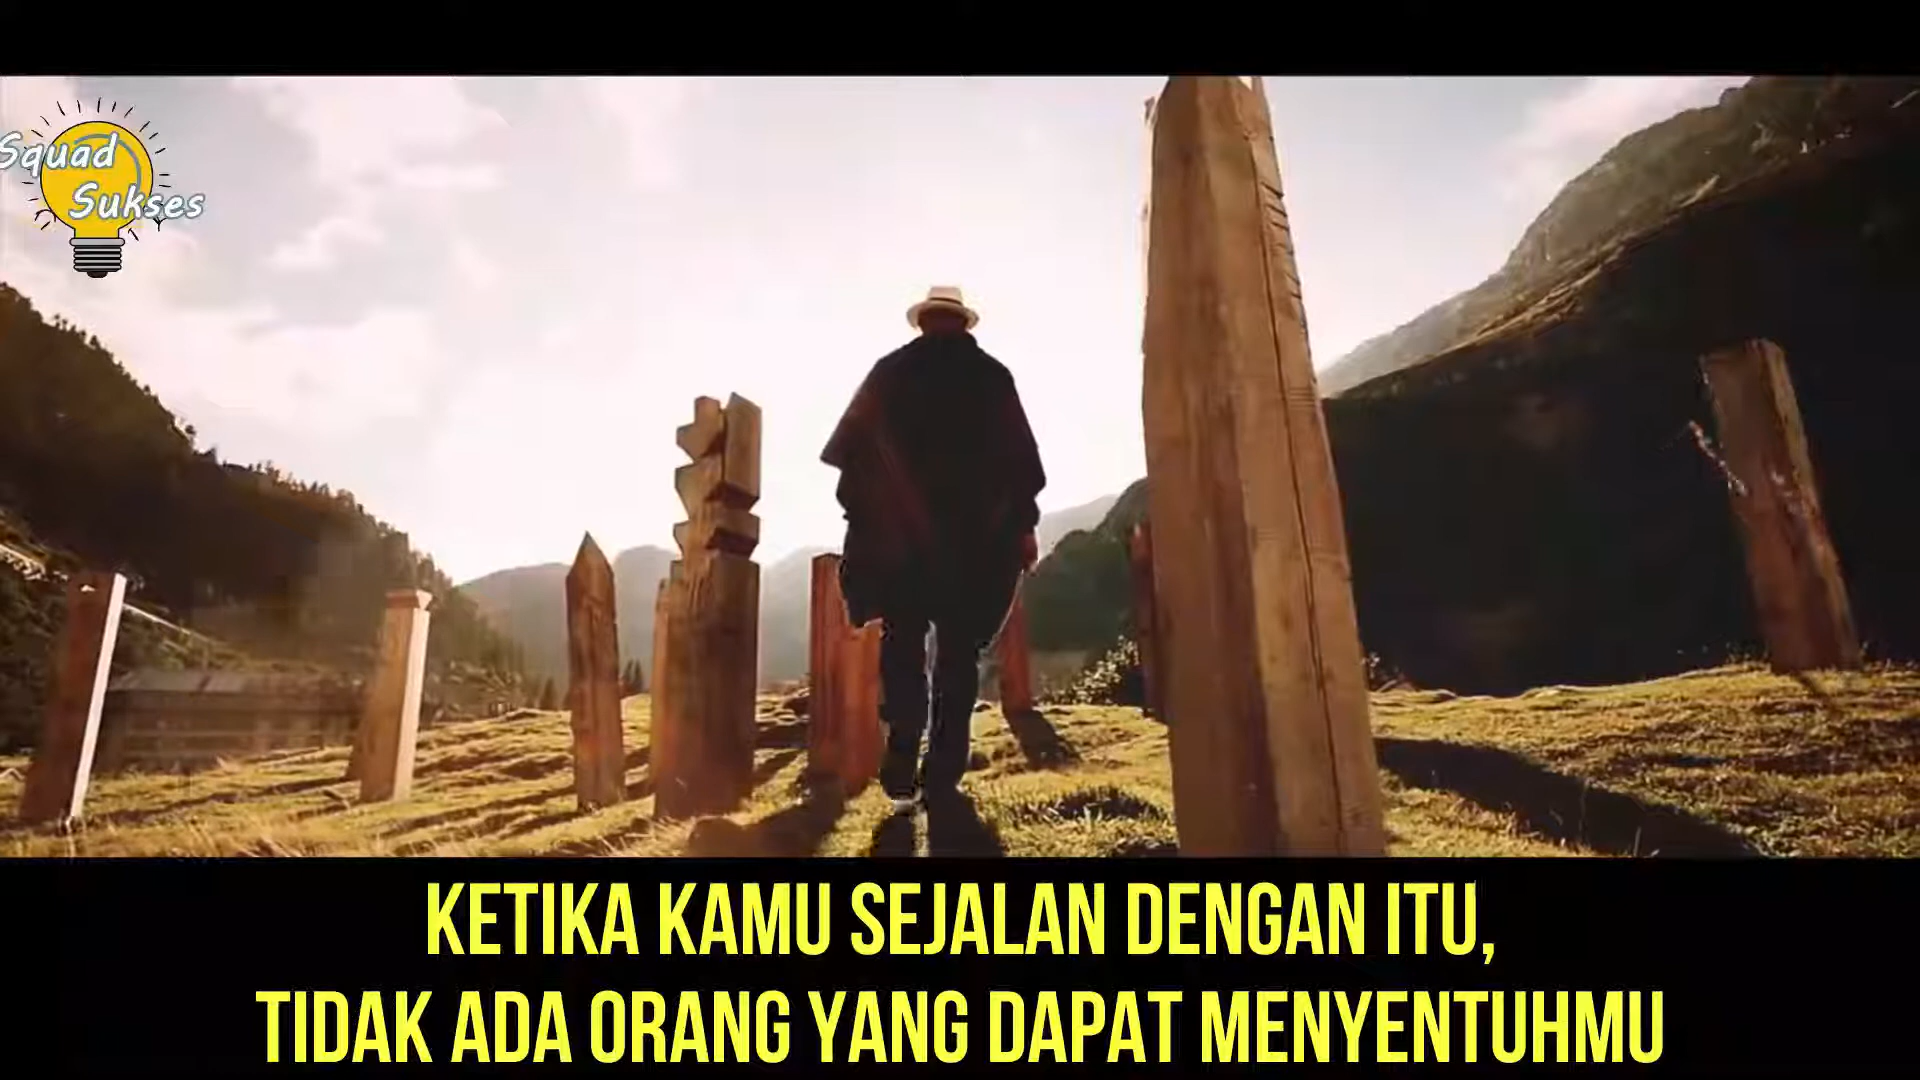 Squad
Sukses
KETIKA KAMU SEJALAN DENGAN ITU,
TIDAK ADA ORANG YANG DAPAT MENYENTUHMU